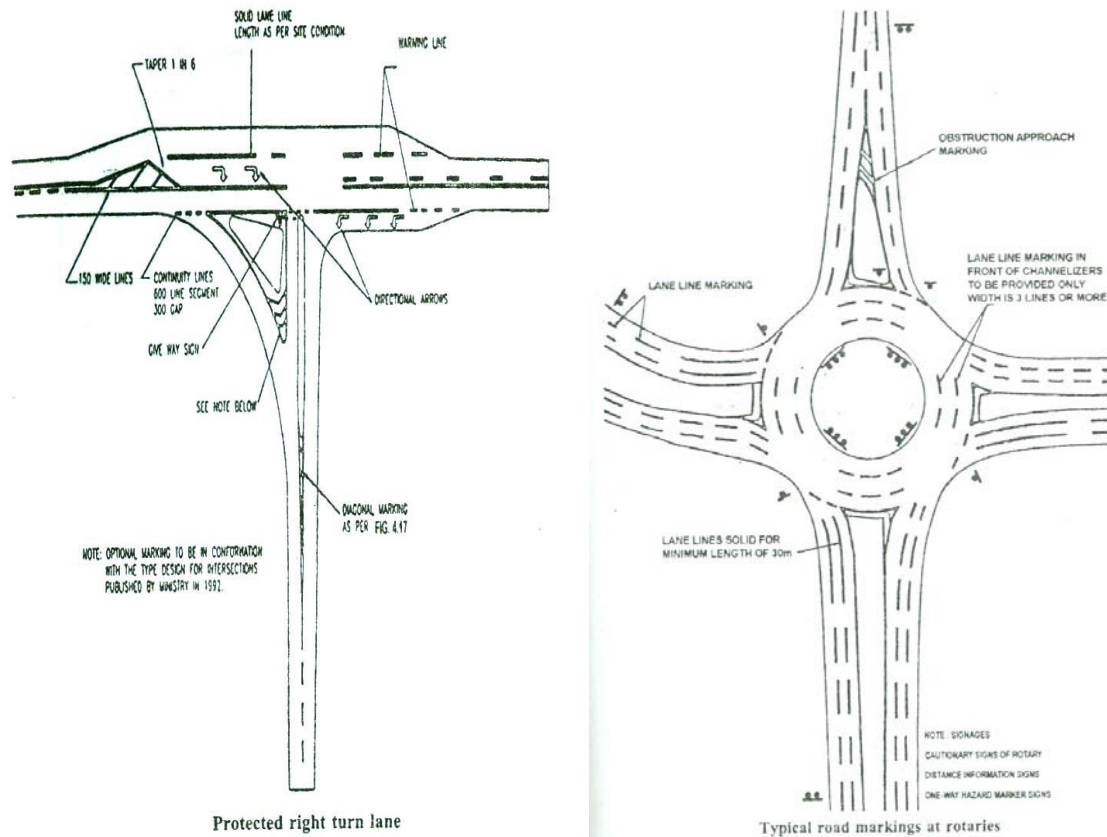 SOLID LANE LINE
LENGTH AS PER SITE CONDITION.
WARNING LINE
TAPER 1 IN 6
150 WIDE LINES
CONTINUITY LINES
600 LINE SEGMENT
300 GAP
DIRECTIONAL ARROWS
GIVE WAY SIGN
SEE NOTE BELOW
DIAGONAL MARKING
AS PER FIG. 4.17
NOTE: OPTIONAL MARKING TO BE IN CONFORMATION
WITH THE TYPE DESIGN FOR INTERSECTIONS
PUBLISHED BY MINISTRY IN 1992.
Protected right turn lane
OBSTRUCTION APPROACH
MARKING
LANE LINE MARKING IN
FRONT OF CHANNELIZERS
TO BE PROVIDED ONLY
WIDTH IS 3 LINES OR MORE
LANE LINE MARKING
LANE LINES SOLID FOR
MINIMUM LENGTH OF 30m
NOTE: SIGNAGES
CAUTIONARY SIGNS OF ROTARY
DISTANCE INFORMATION SIGNS
ONE-WAY HAZARD MARKER SIGNS
Typical road markings at rotaries